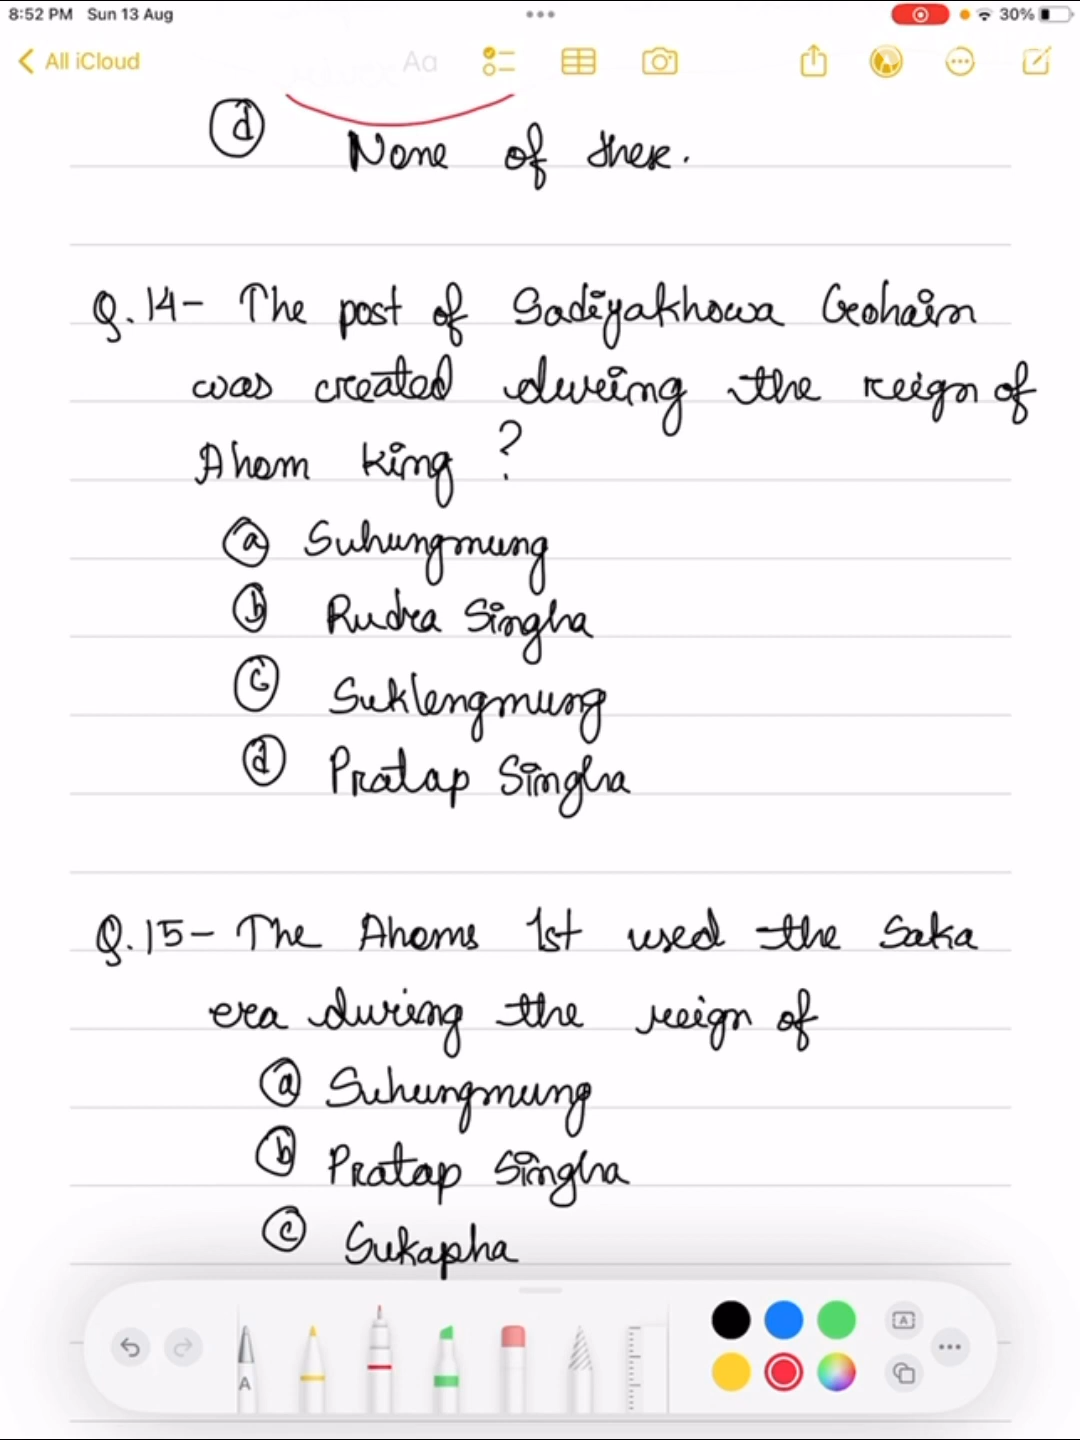 8:52 PM Sun 13 Aug
30%
All iCloud
Aa
d None of these.
Q.14- The post of Sadiyakhowa Gohain
was created during the reign of
Ahom king ?
a Suhungmung
b Rudra Singha
c Suklengmung
d Pratap Singha
Q.15- The Ahoms 1st used the Saka
era during the reign of
a Suhungmung
b Pratap Singha
c Sukapha
A
A